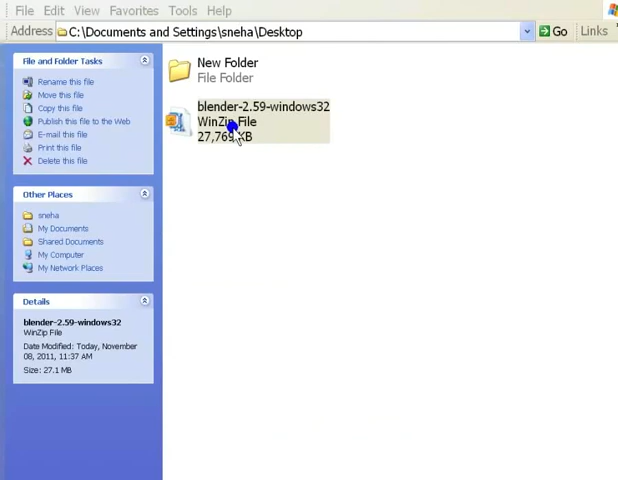 File Edit View Favorites Tools Help
Address C:\Documents and Settings\sneha\Desktop Go Links
File and Folder Tasks
Rename this file
Move this file
Copy this file
Publish this file to the Web
E-mail this file
Print this file
Delete this file
Other Places
sneha
My Documents
Shared Documents
My Computer
My Network Places
Details
blender-2.59-windows32
WinZip File
Date Modified: Today, November
08, 2011, 11:37 AM
Size: 27.1 MB
New Folder
File Folder
blender-2.59-windows32
WinZip File
27,769 KB